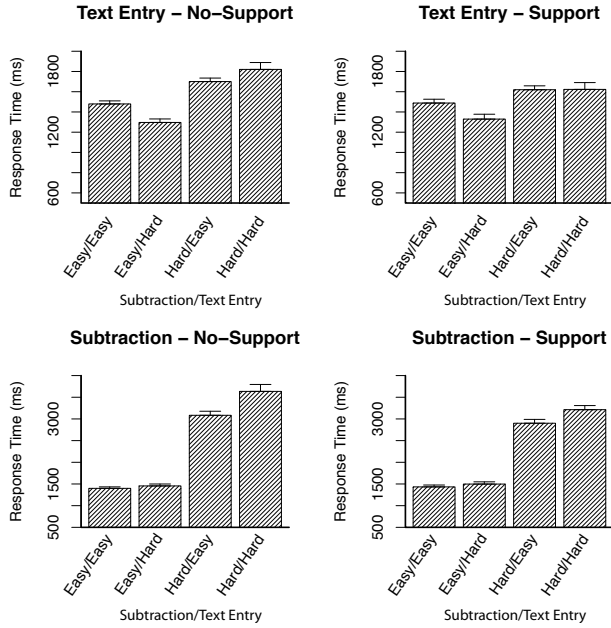 Text Entry – No–Support
Response Time (ms)
1800
1200
600
Easy/Easy
Easy/Hard
Hard/Easy
Hard/Hard
Subtraction/Text Entry
Text Entry – Support
Response Time (ms)
1800
1200
600
Easy/Easy
Easy/Hard
Hard/Easy
Hard/Hard
Subtraction/Text Entry
Subtraction – No–Support
Response Time (ms)
3000
1500
500
Easy/Easy
Easy/Hard
Hard/Easy
Hard/Hard
Subtraction/Text Entry
Subtraction – Support
Response Time (ms)
3000
1500
500
Easy/Easy
Easy/Hard
Hard/Easy
Hard/Hard
Subtraction/Text Entry